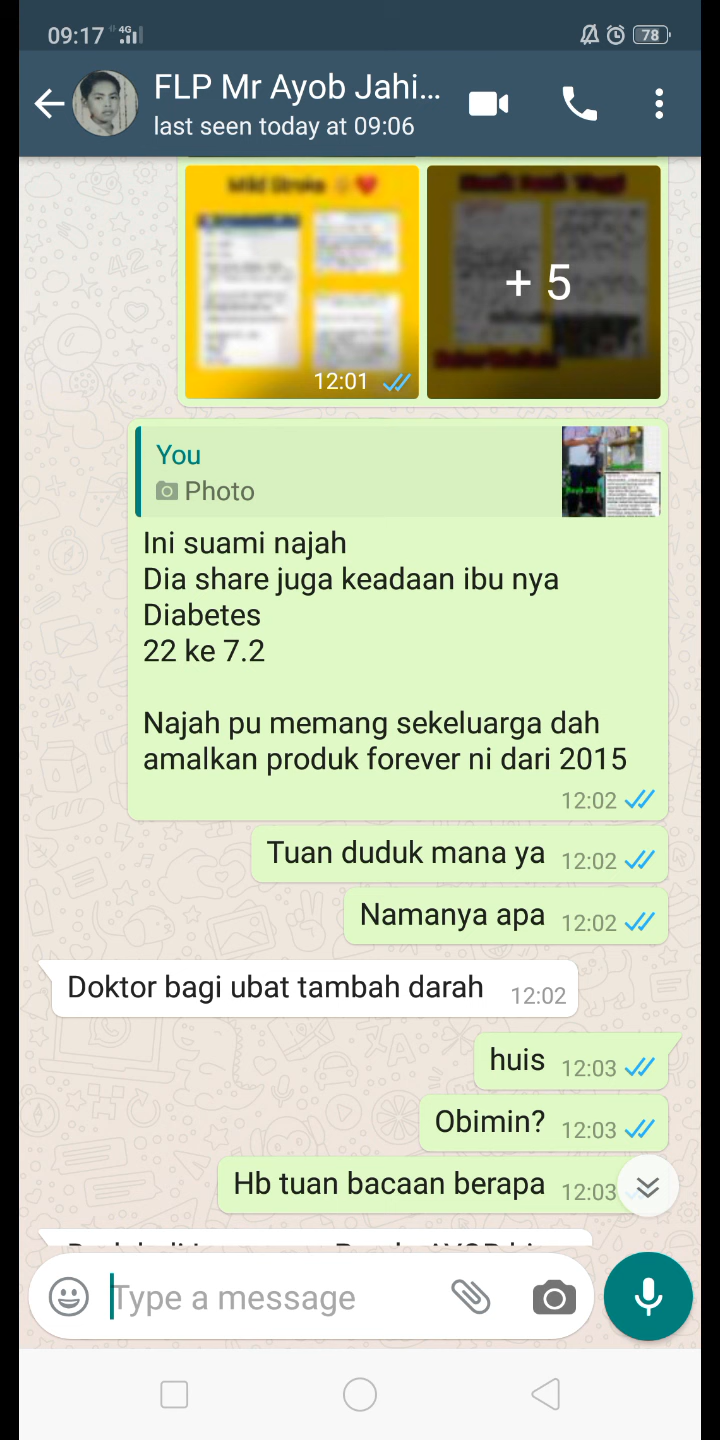 09:17 4G 78
FLP Mr Ayob Jahi...
last seen today at 09:06
Mild Stroke
+ 5
12:01
You
Photo
Ini suami najah
Dia share juga keadaan ibu nya
Diabetes
22 ke 7.2
Najah pu memang sekeluarga dah
amalkan produk forever ni dari 2015
12:02
Tuan duduk mana ya 12:02
Namanya apa 12:02
Doktor bagi ubat tambah darah 12:02
huis 12:03
Obimin? 12:03
Hb tuan bacaan berapa 12:03
Type a message